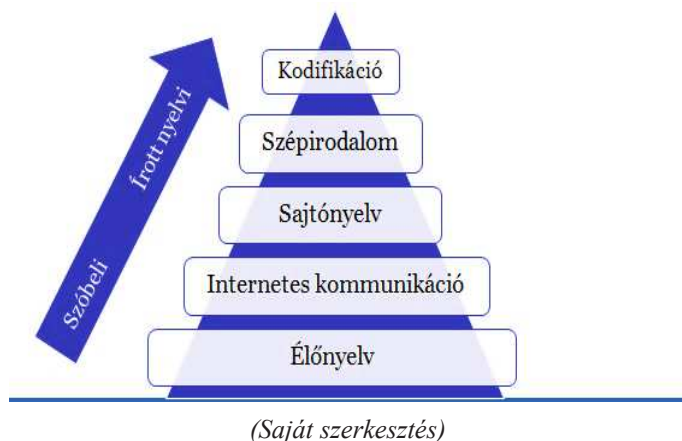 Kodifikáció
Szépirodalom
Sajtónyelv
Internetes kommunikáció
Élőnyelv
Szóbeli Írott nyelvi
(Saját szerkesztés)